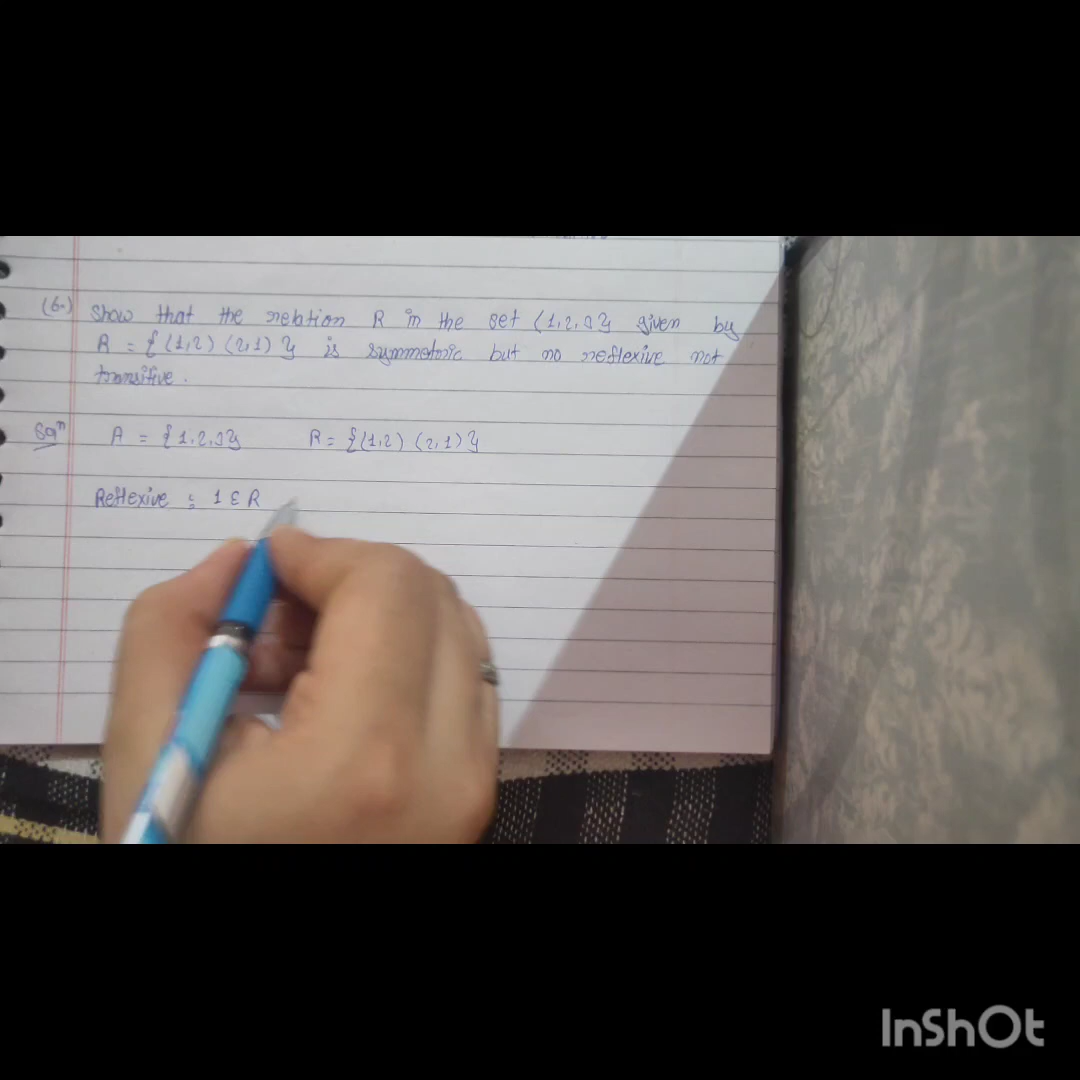 (6.) Show that the relation R in the set (1,2,3} given by
R = { (1,2) (2,1) } is symmetric but no reflexive not
transitive.
Solⁿ A = {1,2,3} R = {(1,2) (2,1)}
Reflexive : 1 ∈ R
InShOt